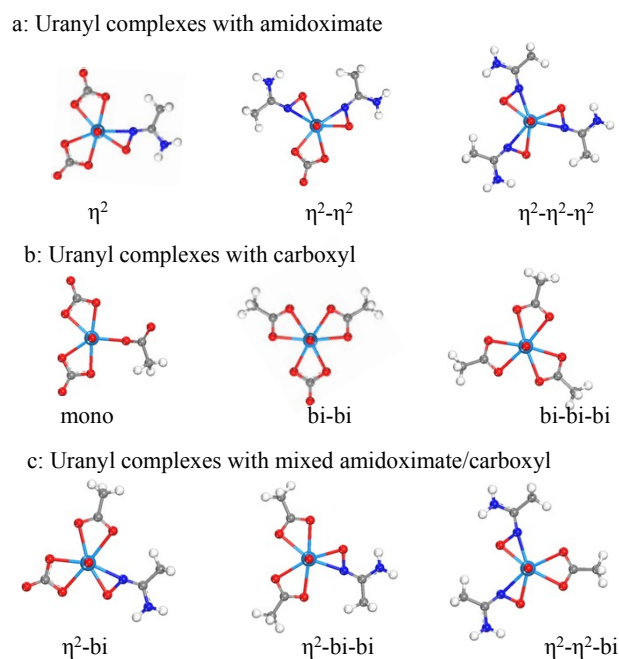 a: Uranyl complexes with amidoximate
η²
η²-η²
η²-η²-η²
b: Uranyl complexes with carboxyl
mono
bi-bi
bi-bi-bi
c: Uranyl complexes with mixed amidoximate/carboxyl
η²-bi
η²-bi-bi
η²-η²-bi